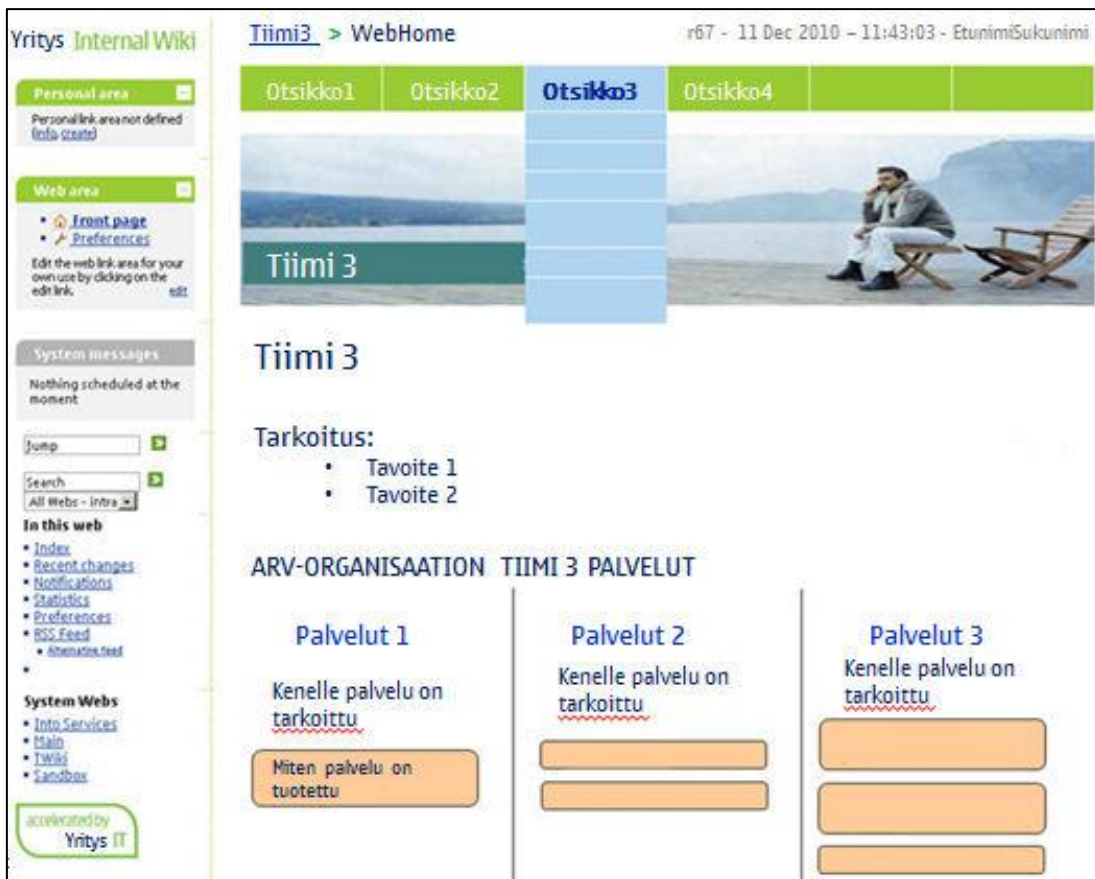 Yritys Internal Wiki
Personal area
Personal link area not defined
(info, create)
Web area
Front page
Preferences
Edit the web link area for your
own use by clicking on the
edit link. edit
System messages
Nothing scheduled at the
moment
Jump
Search
All Webs - intra
In this web
Index
Recent changes
Notifications
Statistics
Preferences
RSS Feed
Alternative feed
System Webs
Into Services
Main
TWiki
Sandbox
accelerated by
Yritys IT
Tiimi3 > WebHome
r67 - 11 Dec 2010 - 11:43:03 - EtunimiSukunimi
Otsikko1 Otsikko2 Otsikko3 Otsikko4
Tiimi 3
Tiimi 3
Tarkoitus:
• Tavoite 1
• Tavoite 2
ARV-ORGANISAATION TIIMI 3 PALVELUT
Palvelut 1
Kenelle palvelu on
tarkoittu
Miten palvelu on
tuotettu
Palvelut 2
Kenelle palvelu on
tarkoittu
Palvelut 3
Kenelle palvelu on
tarkoittu